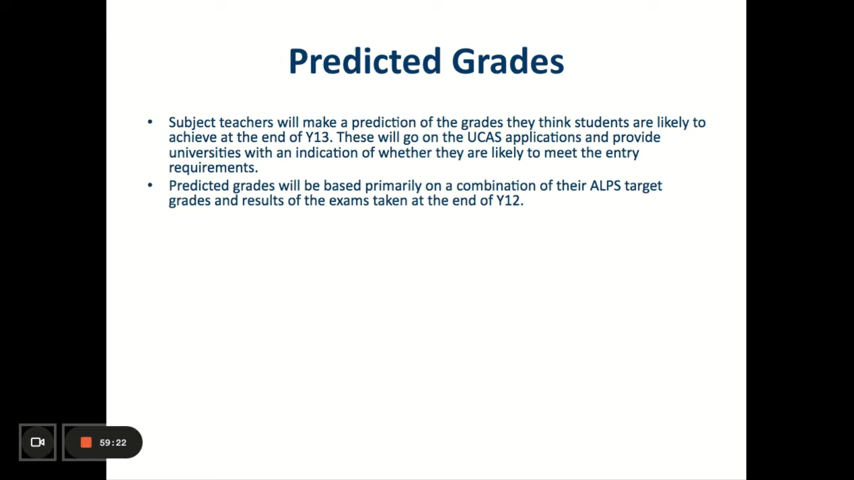 Predicted Grades
• Subject teachers will make a prediction of the grades they think students are likely to
achieve at the end of Y13. These will go on the UCAS applications and provide
universities with an indication of whether they are likely to meet the entry
requirements.
• Predicted grades will be based primarily on a combination of their ALPS target
grades and results of the exams taken at the end of Y12.
59:22